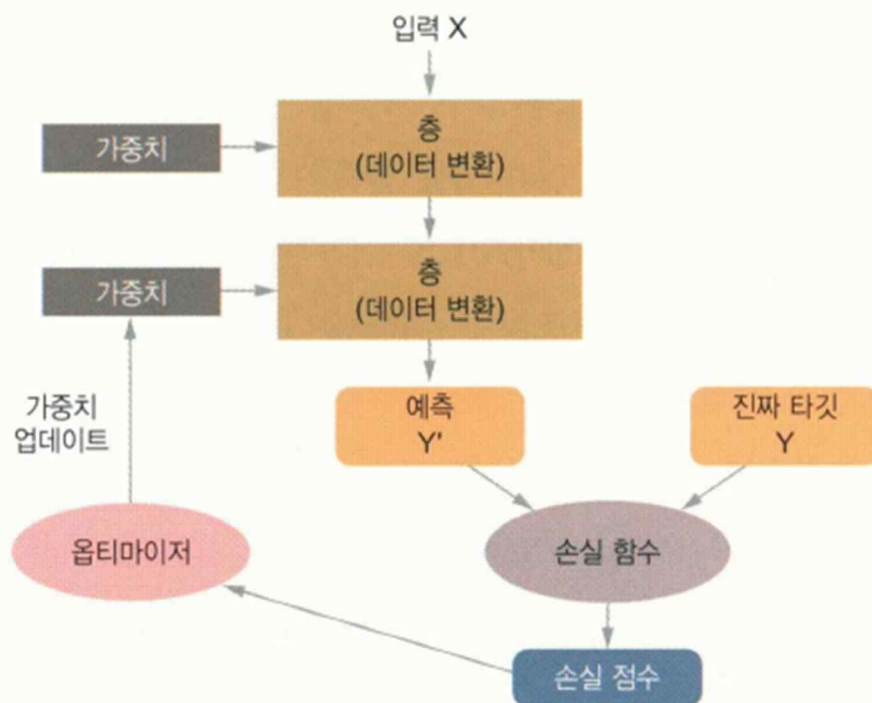 입력 X
가중치
층
(데이터 변환)
가중치
층
(데이터 변환)
가중치
업데이트
예측
Y'
진짜 타깃
Y
옵티마이저
손실 함수
손실 점수